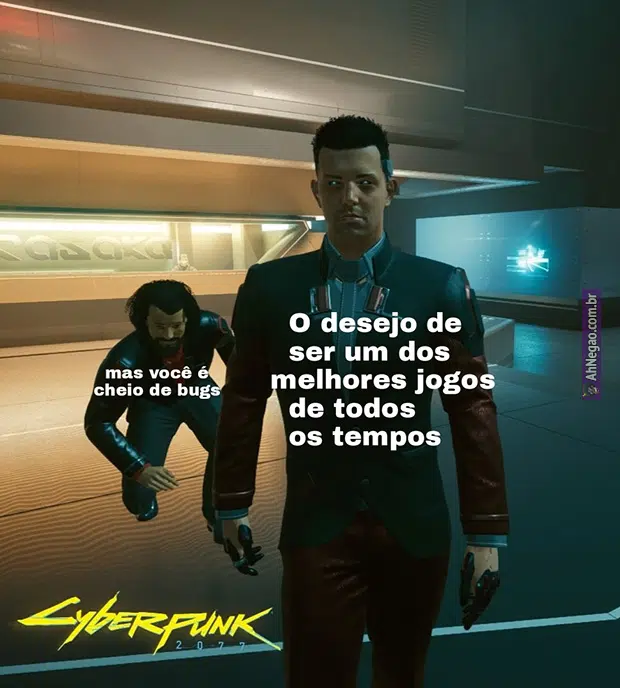 O desejo de
ser um dos
melhores jogos
de todos
os tempos
mas você é
cheio de bugs
AhNegao.com.br
CYBERPUNK
2077